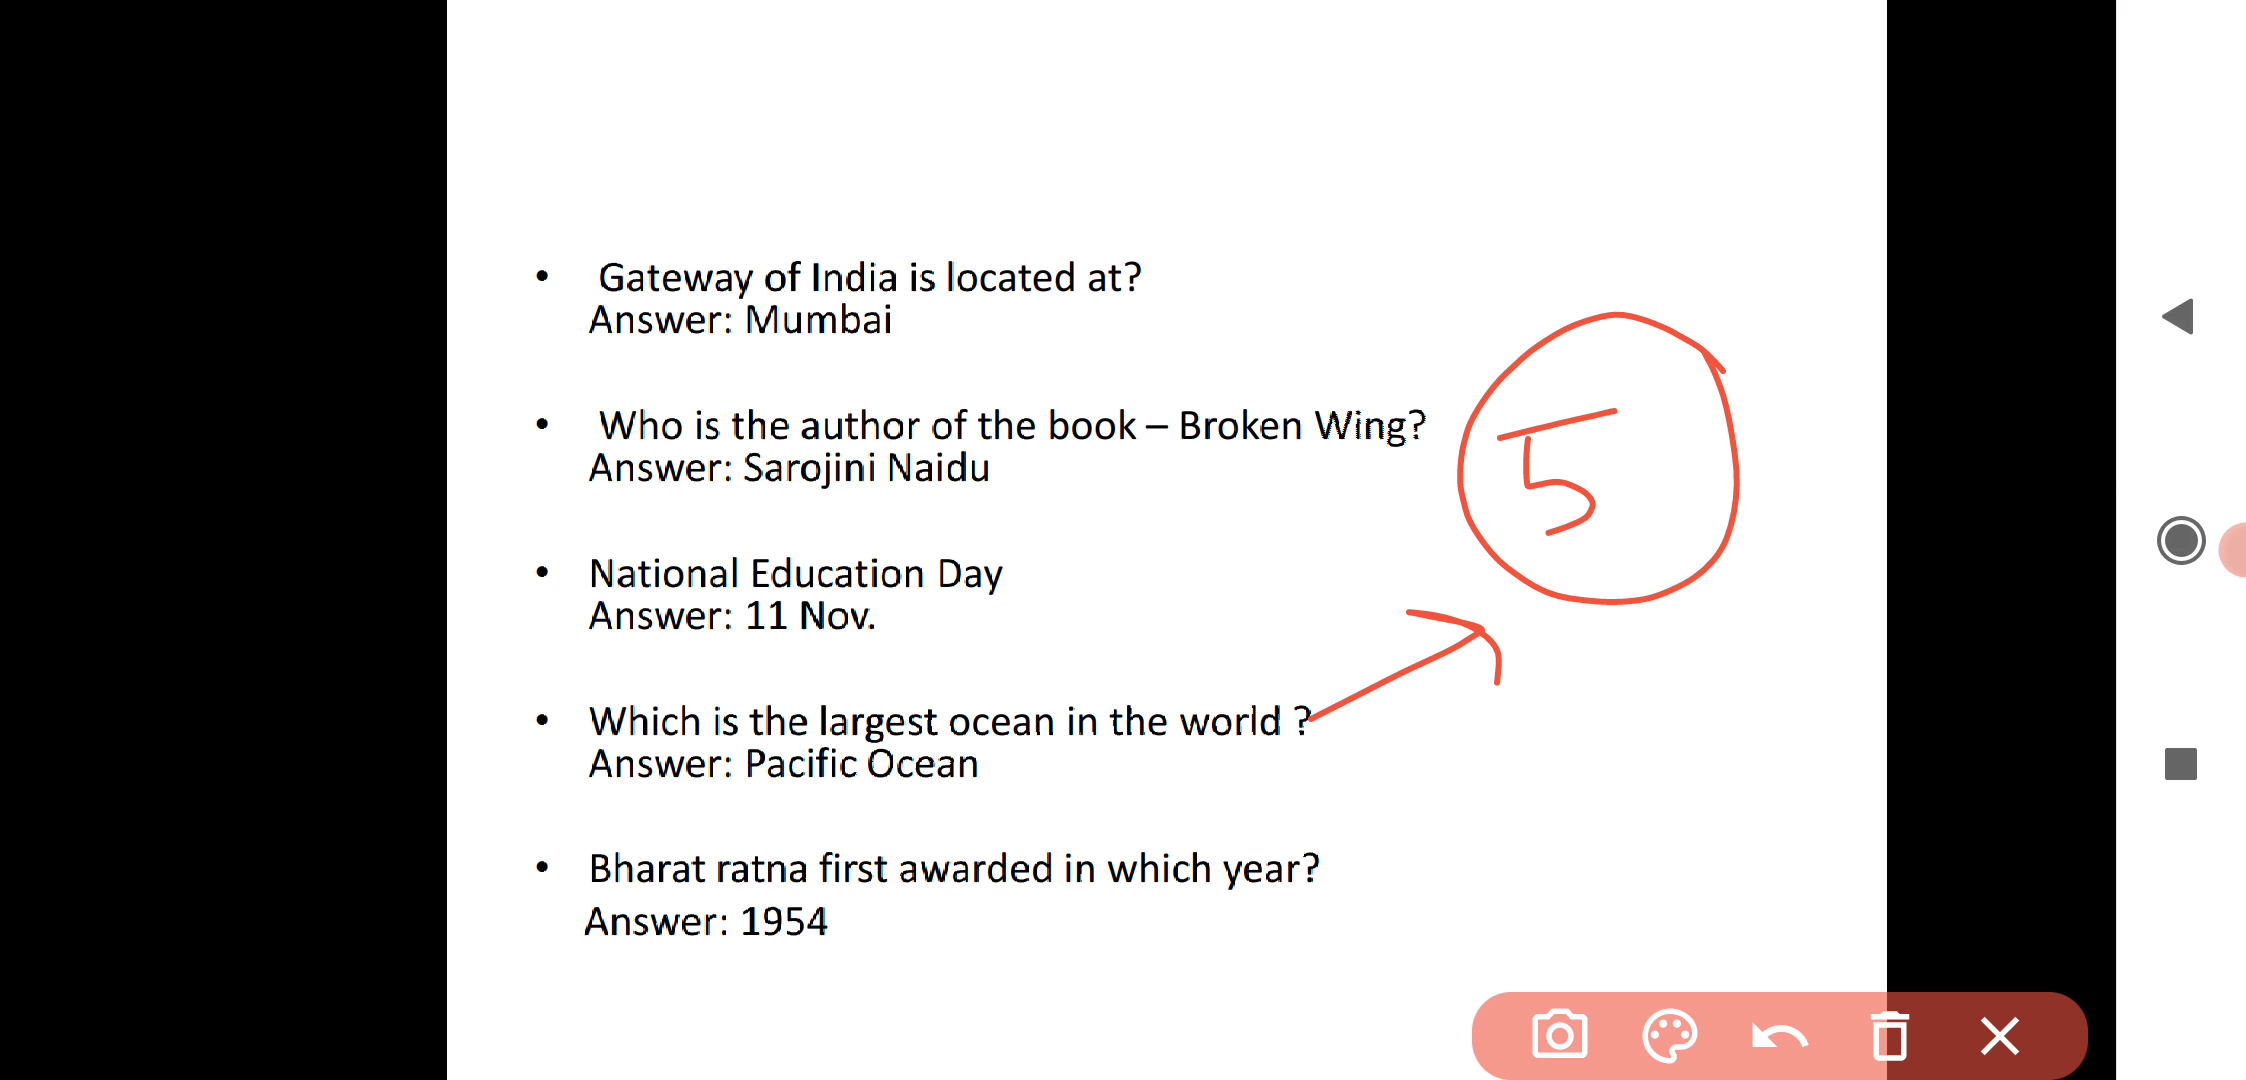 • Gateway of India is located at?
Answer: Mumbai
• Who is the author of the book – Broken Wing?
Answer: Sarojini Naidu
5
• National Education Day
Answer: 11 Nov.
• Which is the largest ocean in the world ?
Answer: Pacific Ocean
• Bharat ratna first awarded in which year?
Answer: 1954